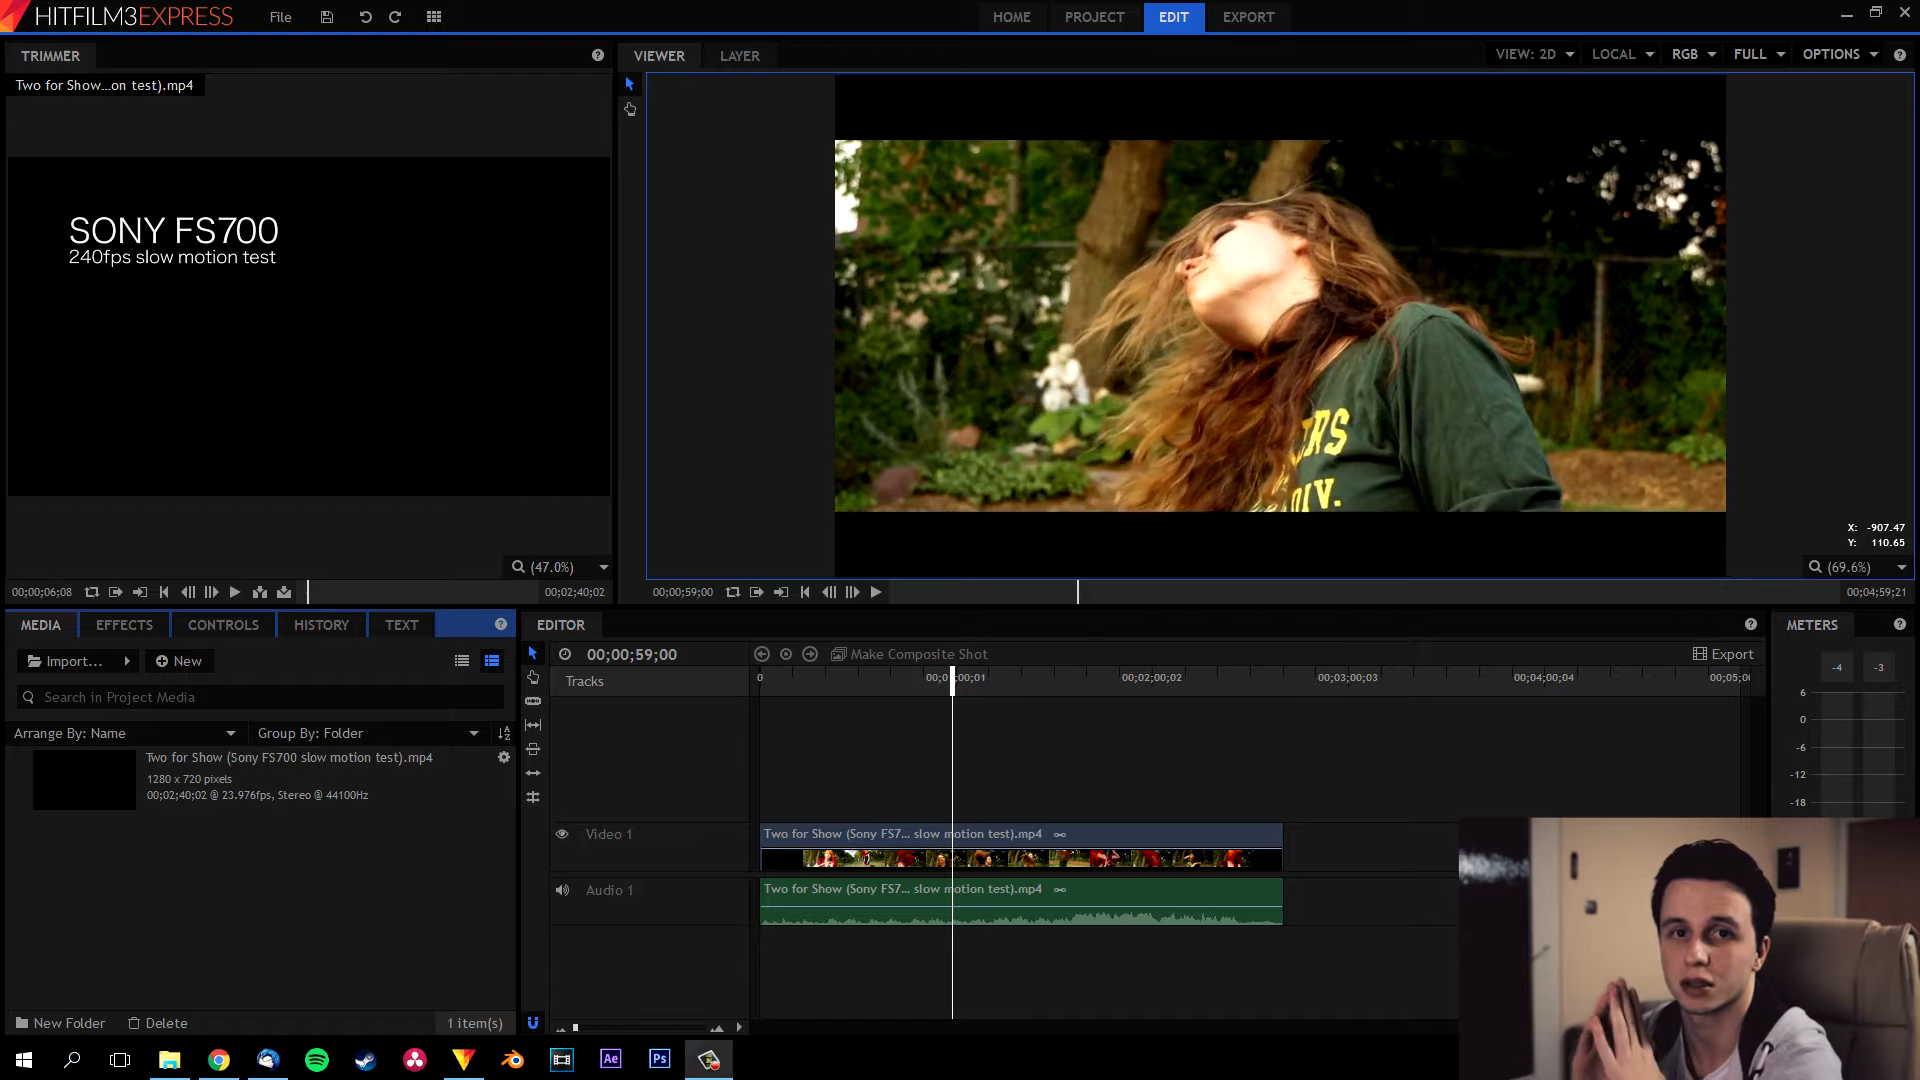 HITFILM3EXPRESS
File
HOME
PROJECT
EDIT
EXPORT
TRIMMER
Two for Show...on test).mp4
SONY FS700
240fps slow motion test
(47.0%)
00;00;06;08
00;02;40;02
VIEWER
LAYER
VIEW: 2D
LOCAL
RGB
FULL
OPTIONS
ERS
DIV.
X: -907.47
Y: 110.65
(69.6%)
00;00;59;00
00;04;59;21
MEDIA
EFFECTS
CONTROLS
HISTORY
TEXT
Import...
New
Search in Project Media
Arrange By: Name
Group By: Folder
Two for Show (Sony FS700 slow motion test).mp4
1280 x 720 pixels
00;02;40;02 @ 23.976fps, Stereo @ 44100Hz
New Folder
Delete
1 item(s)
EDITOR
00;00;59;00
Make Composite Shot
Export
Tracks
0
00;02;00;02
00;03;00;03
00;04;00;04
Video 1
Two for Show (Sony FS7... slow motion test).mp4
Audio 1
Two for Show (Sony FS7... slow motion test).mp4
METERS
-4
-3
6
0
-6
-12
-18
Ae
Ps